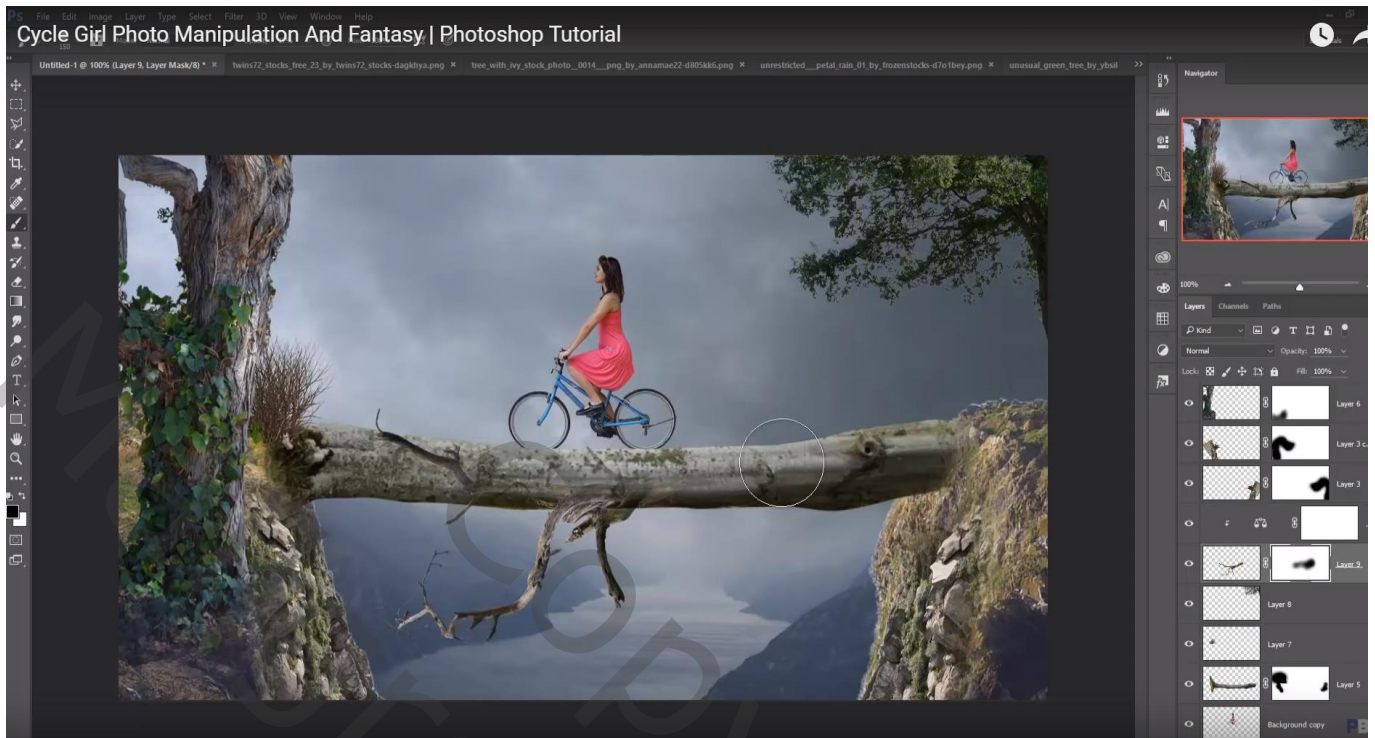 Ps File Edit Image Layer Type Select Filter 3D View Window Help
Cycle Girl Photo Manipulation And Fantasy | Photoshop Tutorial
150
Untitled-1 @ 100% (Layer 9, Layer Mask/8) * × twins72_stocks_free_23_by_twins72_stocks-dagkhya.png × tree_with_ivy_stock_photo__0014___png_by_annamae22-d805kk6.png × unrestricted__petal_rain_01_by_frozenstocks-d7o1bey.png × unusual_green_tree_by_ybsil
Navigator
100%
Layers Channels Paths
Kind
Normal Opacity: 100%
Lock: Fill: 100%
Layer 6
Layer 3 c..
Layer 3
Layer 9
Layer 8
Layer 7
Layer 5
Background copy